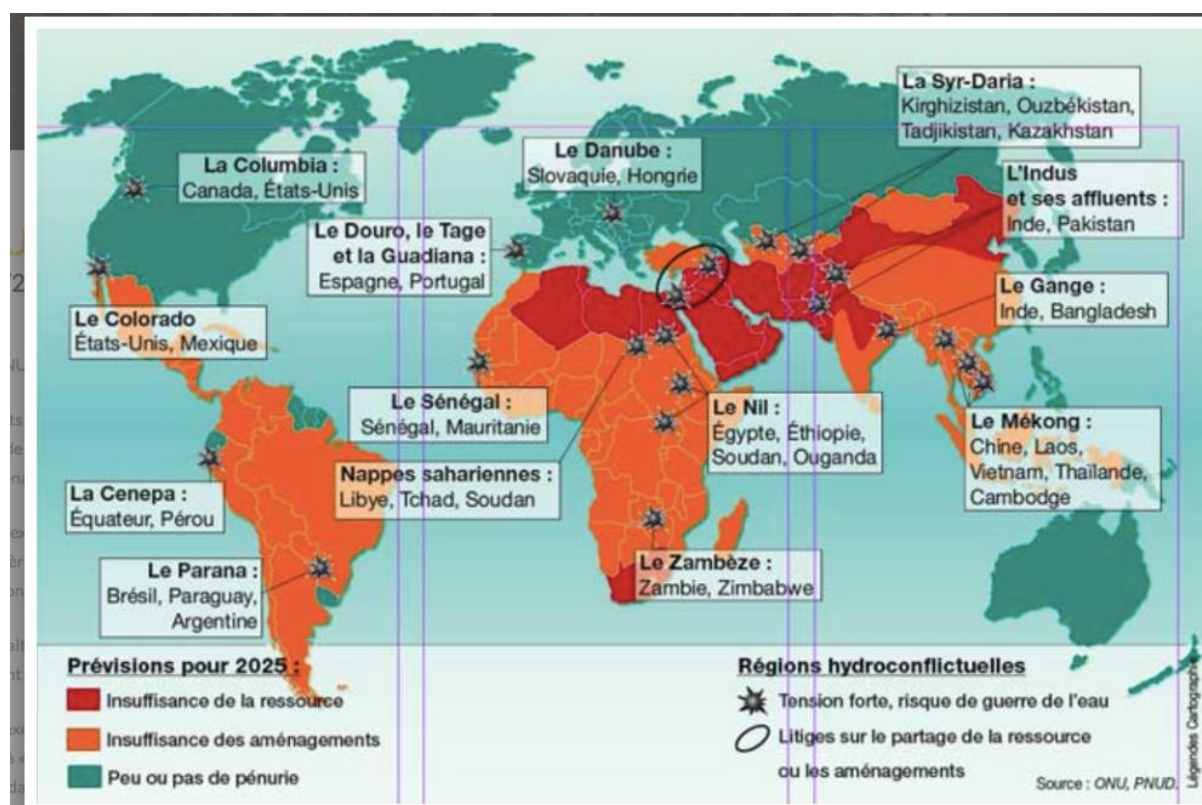 La Syr-Daria :
Kirghizistan, Ouzbékistan,
Tadjikistan, Kazakhstan
La Columbia :
Canada, États-Unis
Le Danube :
Slovaquie, Hongrie
L'Indus
et ses affluents :
Inde, Pakistan
Le Douro, le Tage
et la Guadiana :
Espagne, Portugal
Le Gange :
Inde, Bangladesh
Le Colorado
États-Unis, Mexique
Le Sénégal :
Sénégal, Mauritanie
Le Nil :
Égypte, Éthiopie,
Soudan, Ouganda
Le Mékong :
Chine, Laos,
Vietnam, Thaïlande,
Cambodge
Nappes sahariennes :
Libye, Tchad, Soudan
La Cenepa :
Équateur, Pérou
Le Parana :
Brésil, Paraguay,
Argentine
Le Zambèze :
Zambie, Zimbabwe
Prévisions pour 2025 :
Insuffisance de la ressource
Insuffisance des aménagements
Peu ou pas de pénurie
Régions hydroconflictuelles
Tension forte, risque de guerre de l'eau
Litiges sur le partage de la ressource
ou les aménagements
Source : ONU, PNUD.
Légendes Cartographie